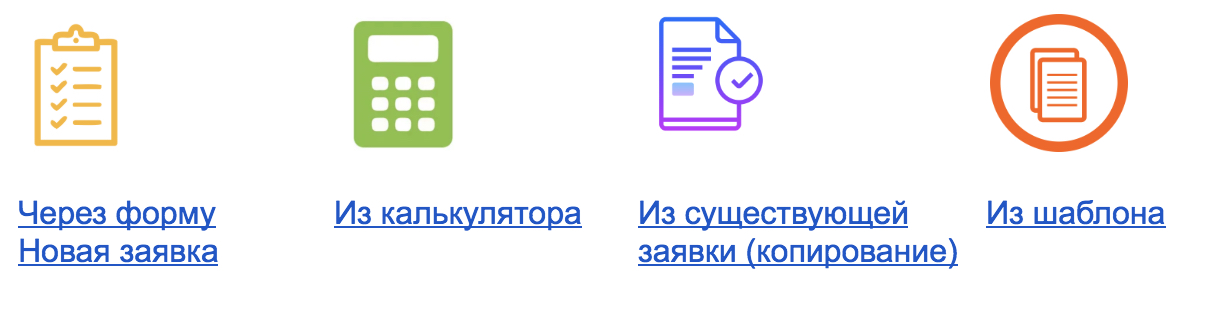 Через форму
Новая заявка
Из калькулятора
Из существующей
заявки (копирование)
Из шаблона